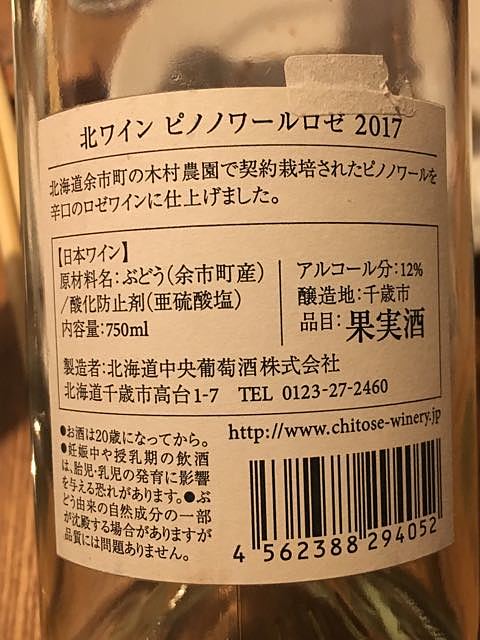 北ワイン ピノノワールロゼ 2017
北海道余市町の木村農園で契約栽培されたピノノワールを
辛口のロゼワインに仕上げました。
【日本ワイン】
原材料名:ぶどう(余市町産)
/酸化防止剤(亜硫酸塩)
内容量:750ml
アルコール分:12%
醸造地:千歳市
品目:果実酒
製造者:北海道中央葡萄酒株式会社
北海道千歳市高台1-7 TEL 0123-27-2460
●お酒は20歳になってから。
●妊娠中や授乳期の飲酒
は、胎児・乳児の発育に影響
を与える恐れがあります。●ぶ
どう由来の自然成分の一部
が沈殿する場合がありますが
品質には問題ありません。
http://www.chitose-winery.jp
4 562388 294052